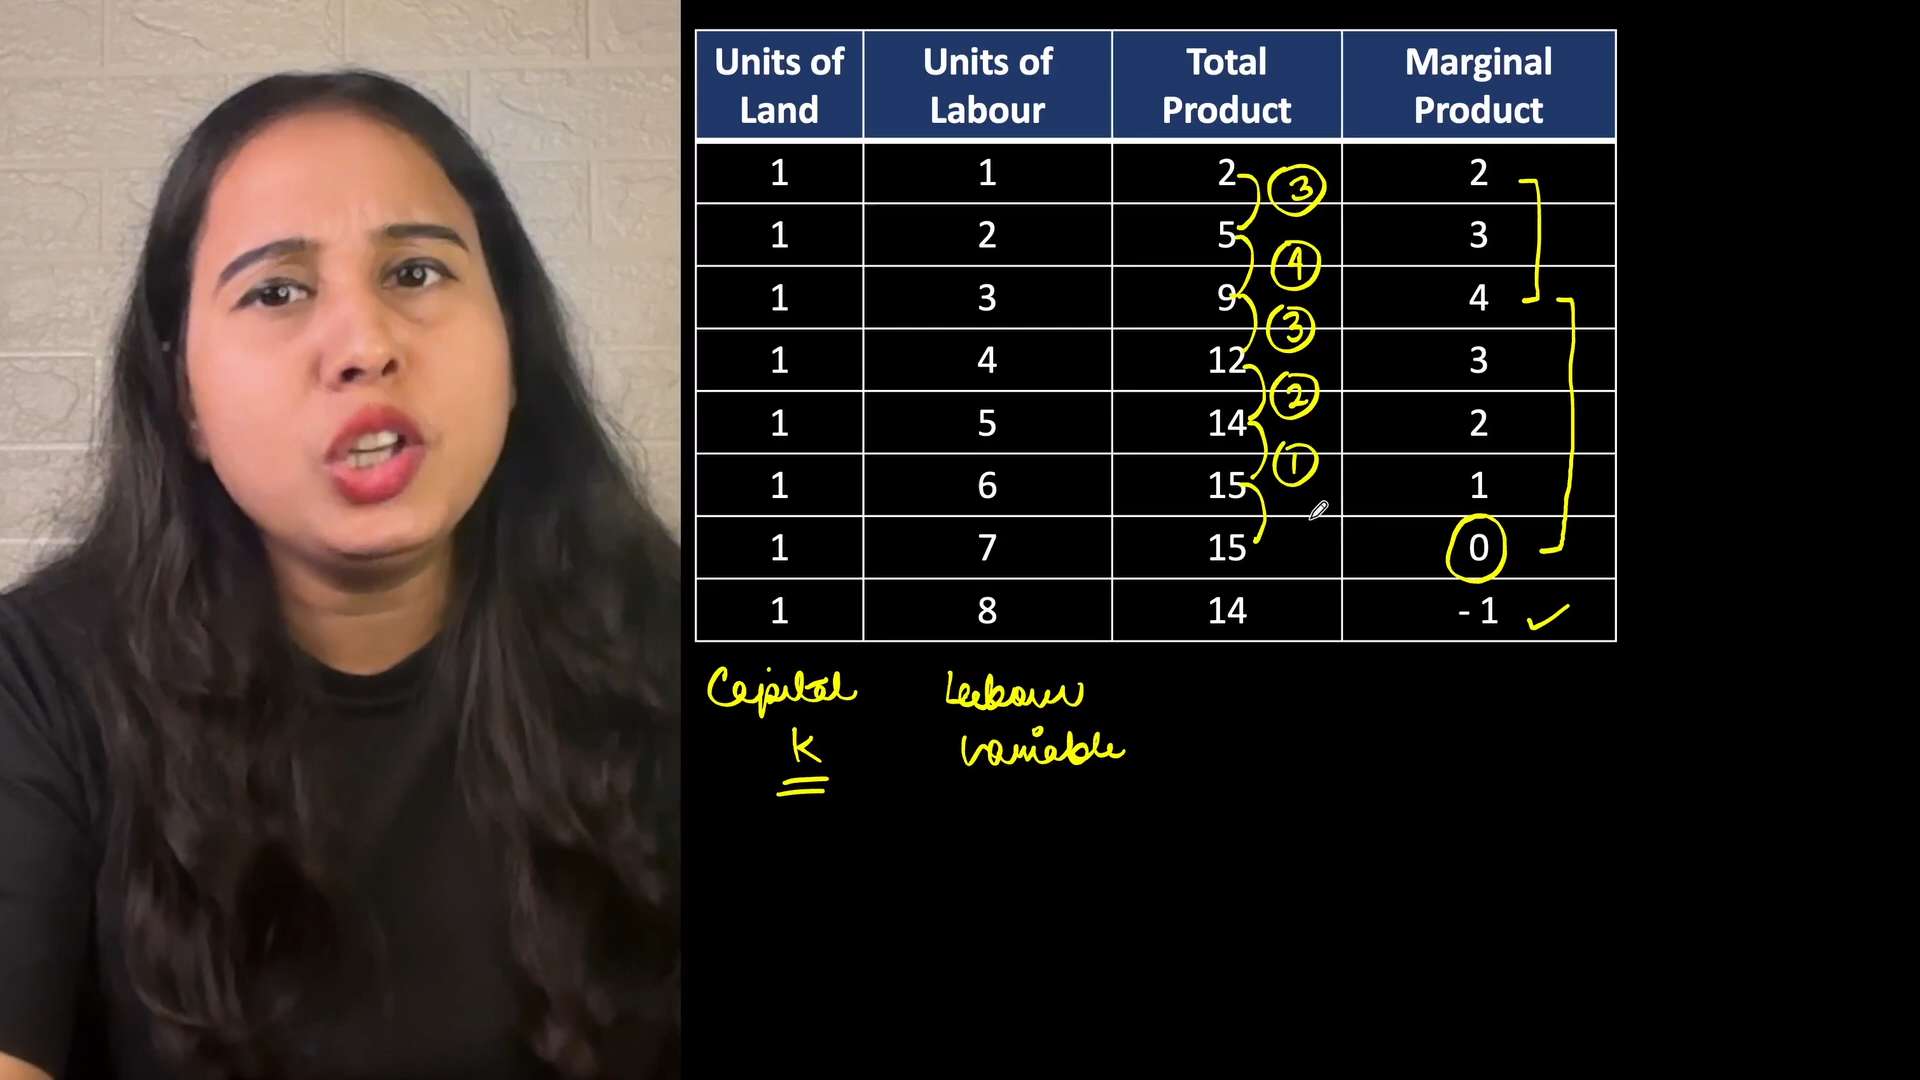 Units of Land Units of Labour Total Product Marginal Product
1 1 2 3 2
1 2 5 4 3
1 3 9 3 4
1 4 12 2 3
1 5 14 1 2
1 6 15 1
1 7 15 0
1 8 14 - 1
Capital Labour
K variable